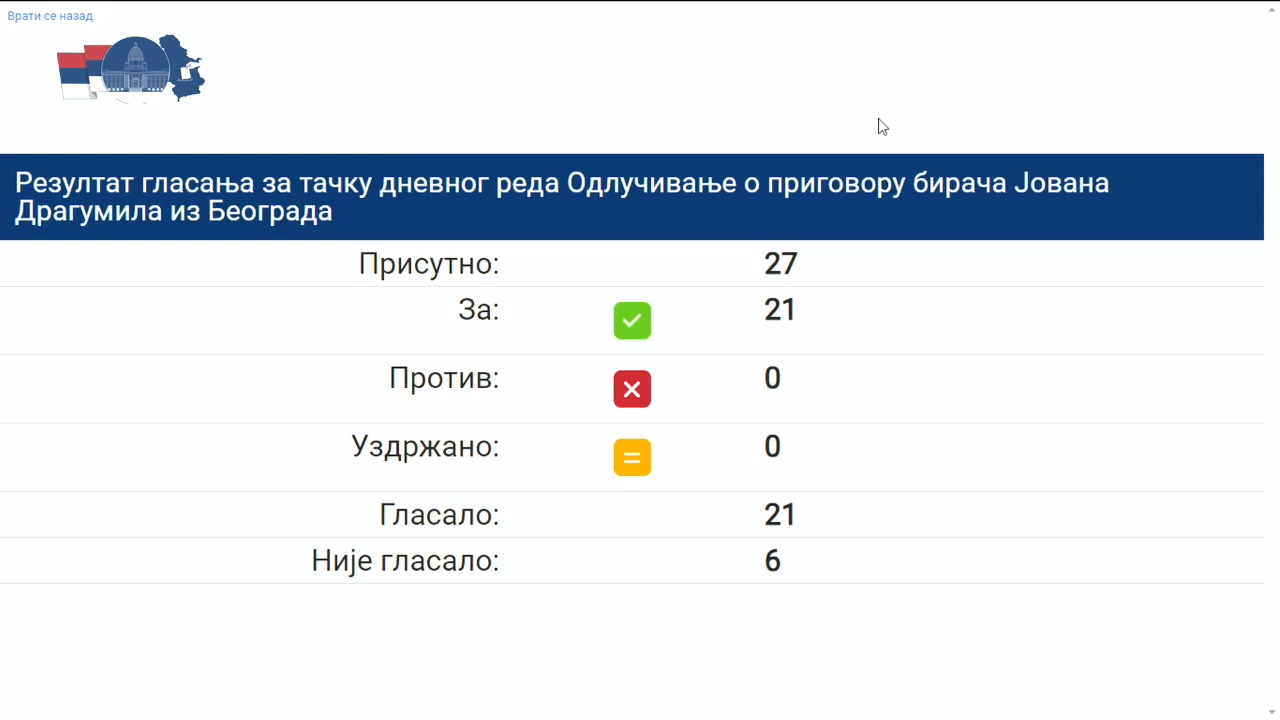 Врати се назад
Резултат гласања за тачку дневног реда Одлучивање о приговору бирача Јована
Драгумила из Београда
Присутно: 27
За: 21
Против: 0
Уздржано: 0
Гласало: 21
Није гласало: 6